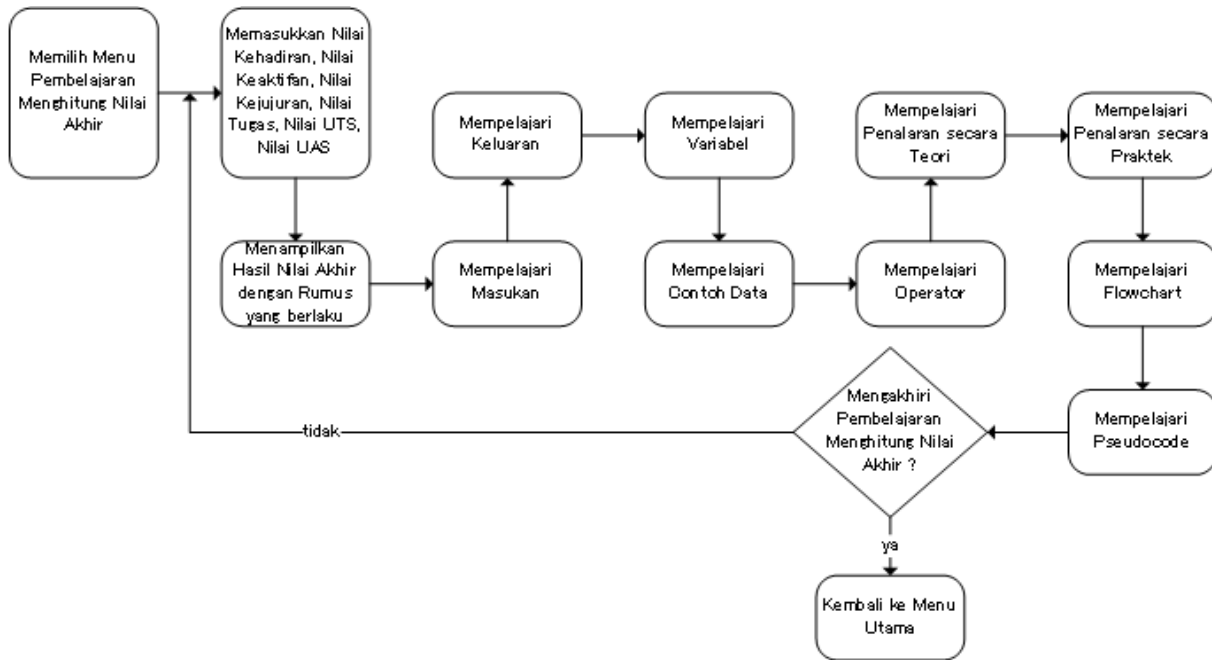 Memilih Menu
Pembelajaran
Menghitung Nilai
Akhir
Memasukkan Nilai
Kehadiran, Nilai
Keaktifan, Nilai
Kejujuran, Nilai
Tugas, Nilai UTS,
Nilai UAS
Menampilkan
Hasil Nilai Akhir
dengan Rumus
yang berlaku
Mempelajari
Masukan
Mempelajari
Keluaran
Mempelajari
Variabel
Mempelajari
Contoh Data
Mempelajari
Operator
Mempelajari
Penalaran secara
Teori
Mempelajari
Penalaran secara
Praktek
Mempelajari
Flowchart
Mempelajari
Pseudocode
Mengakhiri
Pembelajaran
Menghitung Nilai
Akhir ?
tidak
ya
Kembali ke Menu
Utama